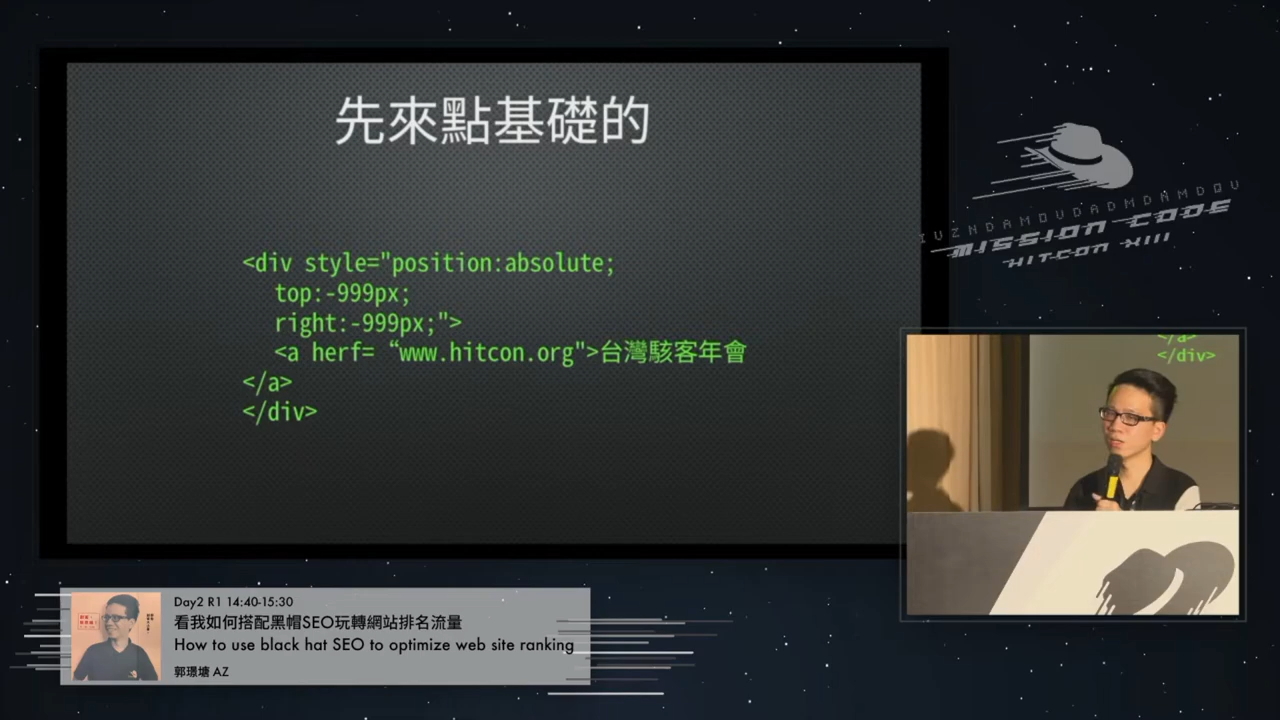 先來點基礎的
<div style="position:absolute;
top:-999px;
right:-999px;">
<a herf= “www.hitcon.org">台灣駭客年會
</a>
</div>
MISSION CODE
HITCON XIII
</a>
</div>
Day2 R1 14:40-15:30
看我如何搭配黑帽SEO玩轉網站排名流量
How to use black hat SEO to optimize web site ranking
郭璟塘 AZ